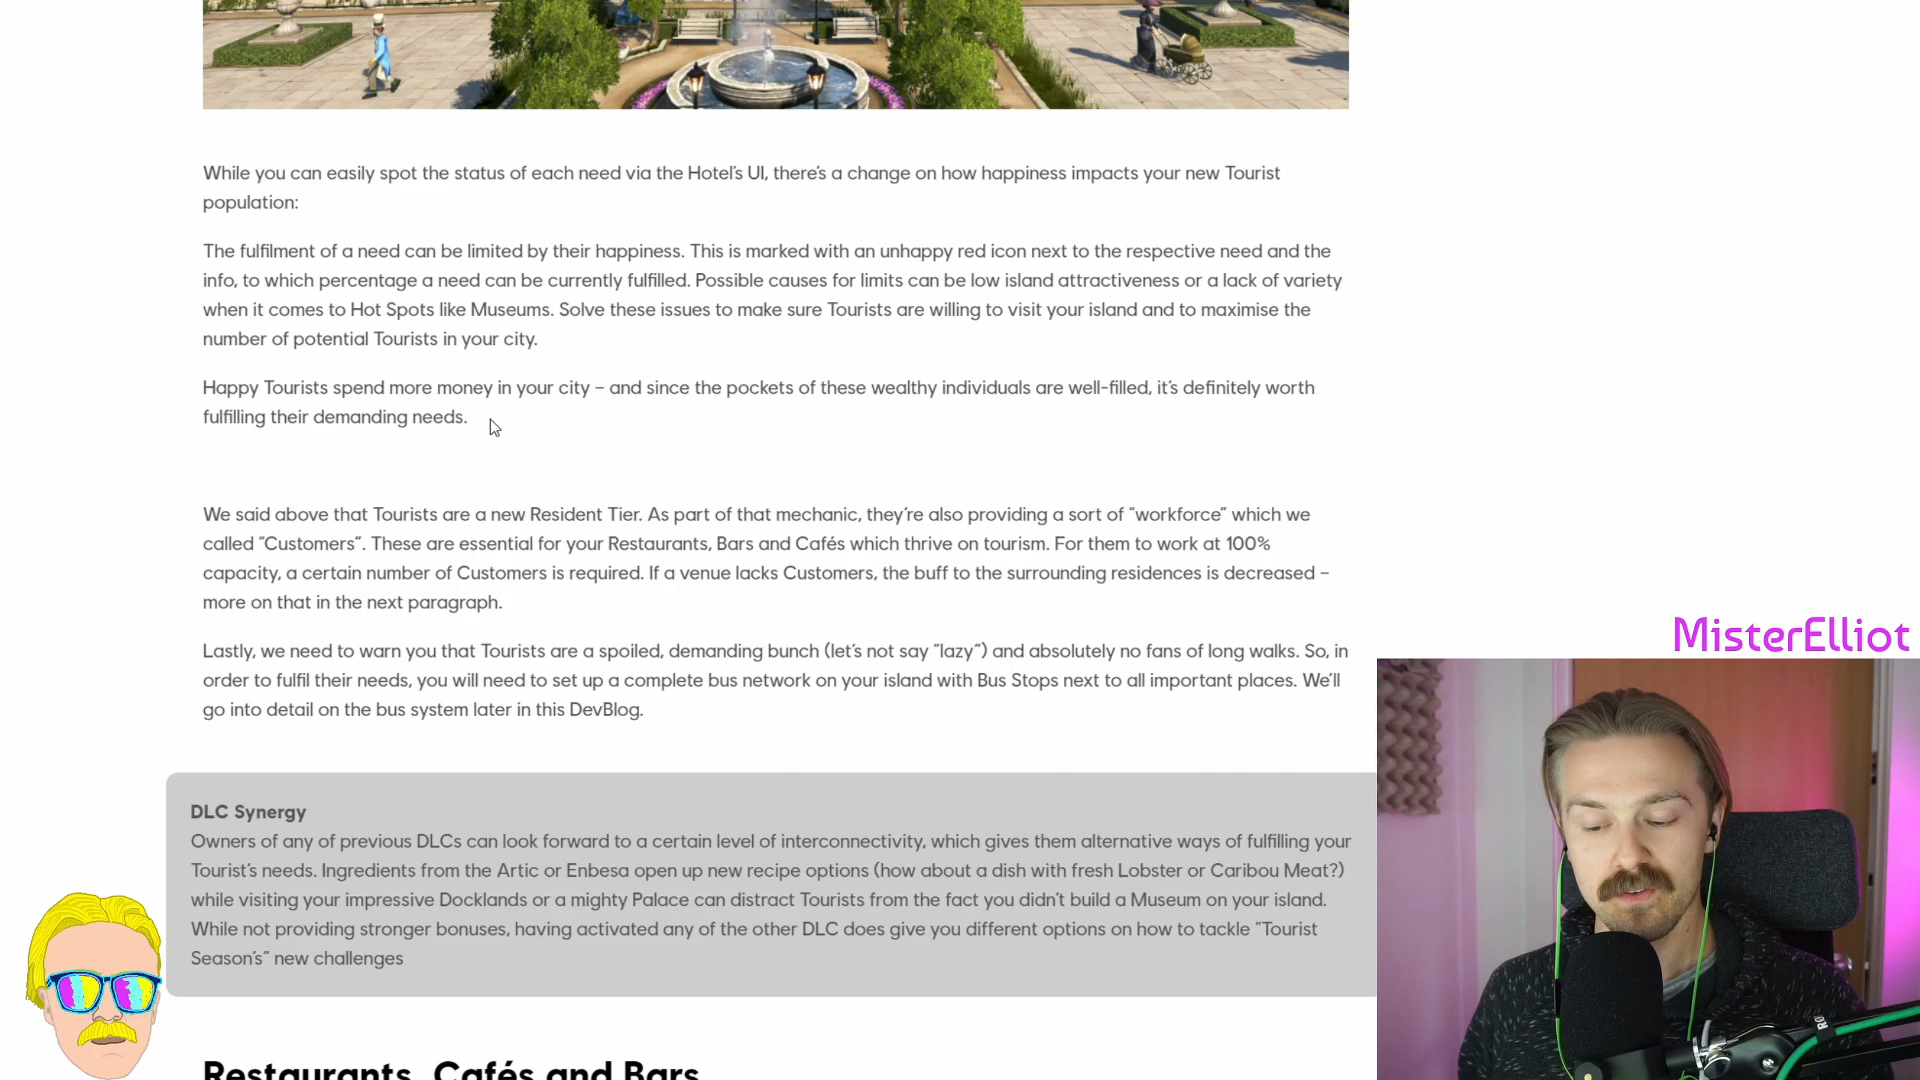 While you can easily spot the status of each need via the Hotel's UI, there's a change on how happiness impacts your new Tourist
population:
The fulfilment of a need can be limited by their happiness. This is marked with an unhappy red icon next to the respective need and the
info, to which percentage a need can be currently fulfilled. Possible causes for limits can be low island attractiveness or a lack of variety
when it comes to Hot Spots like Museums. Solve these issues to make sure Tourists are willing to visit your island and to maximise the
number of potential Tourists in your city.
Happy Tourists spend more money in your city – and since the pockets of these wealthy individuals are well-filled, it's definitely worth
fulfilling their demanding needs.
We said above that Tourists are a new Resident Tier. As part of that mechanic, they're also providing a sort of “workforce” which we
called “Customers”. These are essential for your Restaurants, Bars and Cafés which thrive on tourism. For them to work at 100%
capacity, a certain number of Customers is required. If a venue lacks Customers, the buff to the surrounding residences is decreased –
more on that in the next paragraph.
Lastly, we need to warn you that Tourists are a spoiled, demanding bunch (let's not say “lazy”) and absolutely no fans of long walks. So, in
order to fulfil their needs, you will need to set up a complete bus network on your island with Bus Stops next to all important places. We'll
go into detail on the bus system later in this DevBlog.
MisterElliot
DLC Synergy
Owners of any of previous DLCs can look forward to a certain level of interconnectivity, which gives them alternative ways of fulfilling your
Tourist's needs. Ingredients from the Artic or Enbesa open up new recipe options (how about a dish with fresh Lobster or Caribou Meat?)
while visiting your impressive Docklands or a mighty Palace can distract Tourists from the fact you didn't build a Museum on your island.
While not providing stronger bonuses, having activated any of the other DLC does give you different options on how to tackle “Tourist
Season's” new challenges
Restaurants, Cafés and Bars